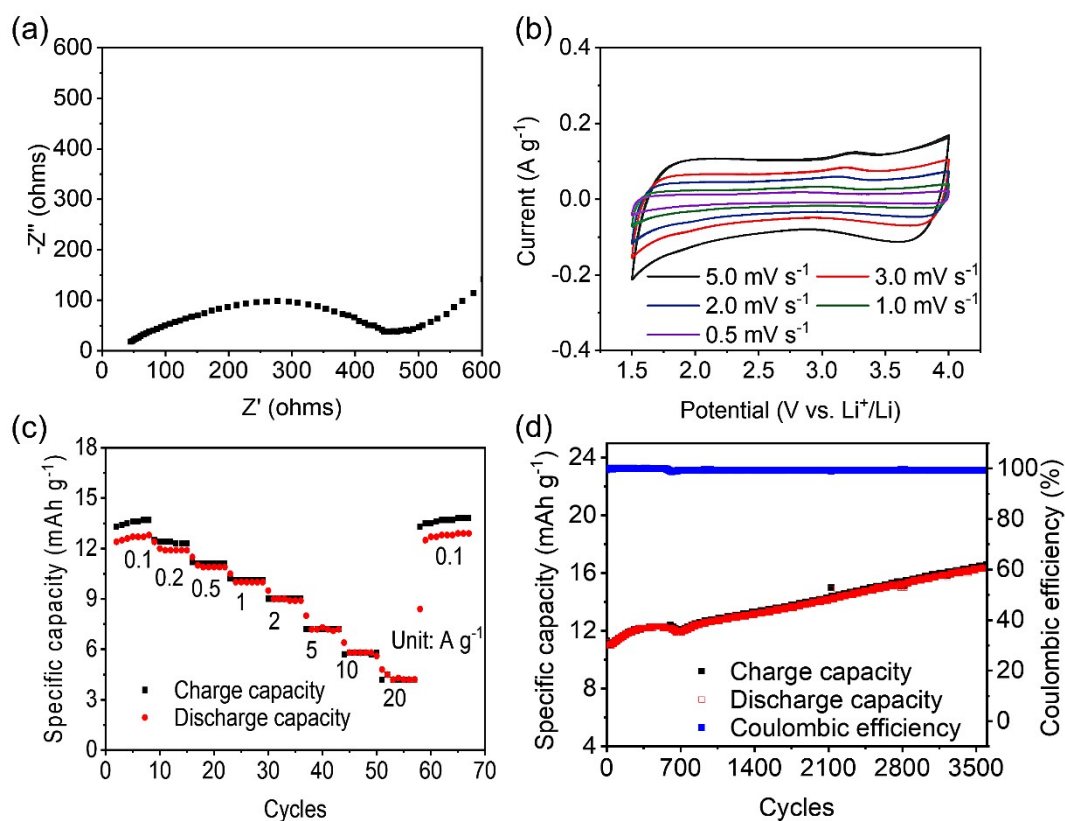 (a)
600
500
400
300
200
100
0
-Z" (ohms)
0 100 200 300 400 500 600
Z' (ohms)
(b)
0.4
0.2
0.0
-0.2
-0.4
Current (A g⁻¹)
5.0 mV s⁻¹ 3.0 mV s⁻¹
2.0 mV s⁻¹ 1.0 mV s⁻¹
0.5 mV s⁻¹
1.5 2.0 2.5 3.0 3.5 4.0
Potential (V vs. Li⁺/Li)
(c)
18
15
12
9
6
3
0
Specific capacity (mAh g⁻¹)
0.1
0.2
0.5
1
2
5
10
20
0.1
Unit: A g⁻¹
Charge capacity
Discharge capacity
0 10 20 30 40 50 60 70
Cycles
(d)
24
20
16
12
8
4
Specific capacity (mAh g⁻¹)
100
80
60
40
20
0
Coulombic efficiency (%)
Charge capacity
Discharge capacity
Coulombic efficiency
0 700 1400 2100 2800 3500
Cycles